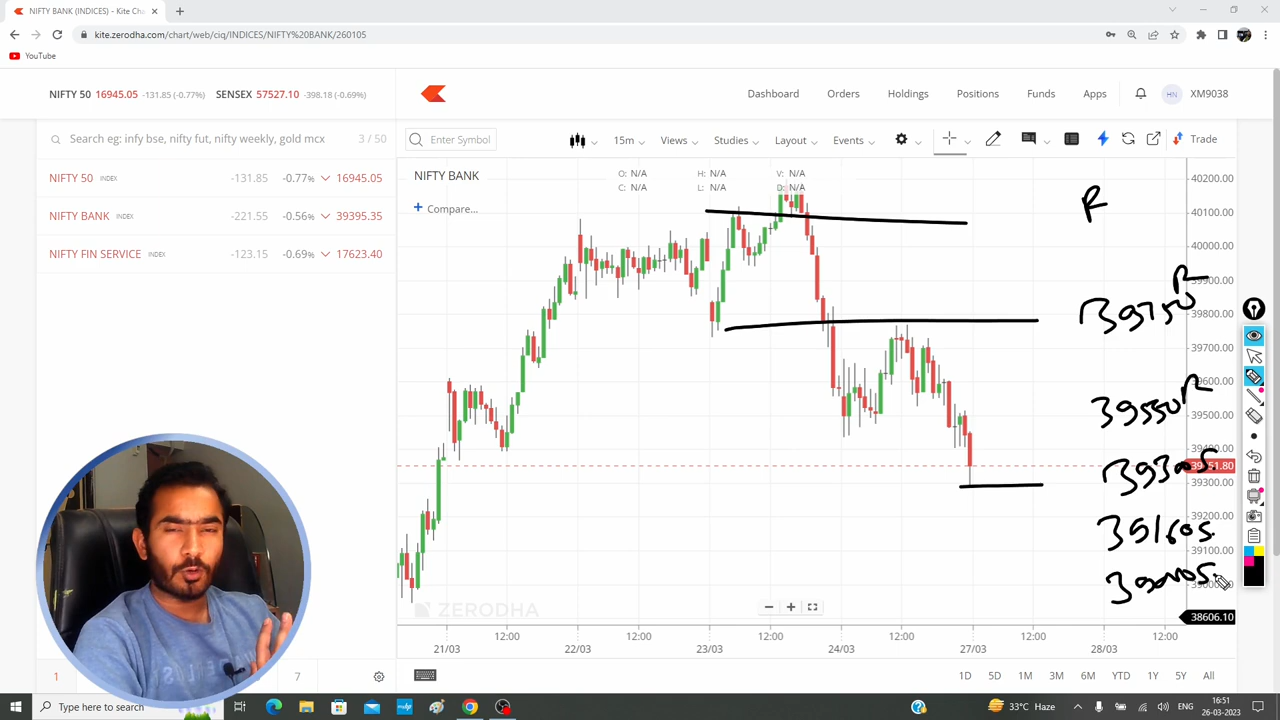 NIFTY BANK (INDICES) - Kite Cha
kite.zerodha.com/chart/web/ciq/INDICES/NIFTY%20BANK/260105
YouTube
NIFTY 50 16945.05 -131.85 (-0.77%) SENSEX 57527.10 -398.18 (-0.69%)
Dashboard Orders Holdings Positions Funds Apps HN XM9038
Search eg: infy bse, nifty fut, nifty weekly, gold mcx 3 / 50
Enter Symbol 15m Views Studies Layout Events Trade
NIFTY 50 INDEX -131.85 -0.77% 16945.05
NIFTY BANK INDEX -221.55 -0.56% 39395.35
NIFTY FIN SERVICE INDEX -123.15 -0.69% 17623.40
NIFTY BANK
O: N/A H: N/A V: N/A
C: N/A L: N/A D: N/A
Compare...
40200.00
R
40100.00
40000.00
R
39900.00
39750
39800.00
39700.00
39600.00
R
39550
39500.00
39400.00
39300S
39300.00
39200.00
39160S.
39100.00
39000S.
38606.10
ZERODHA
12:00 12:00 12:00 12:00 12:00 12:00
21/03 22/03 23/03 24/03 27/03 28/03
1 7
1D 5D 1M 3M 6M YTD 1Y 5Y All
Type here to search
33°C Haze
ENG
16:51
26-03-2023